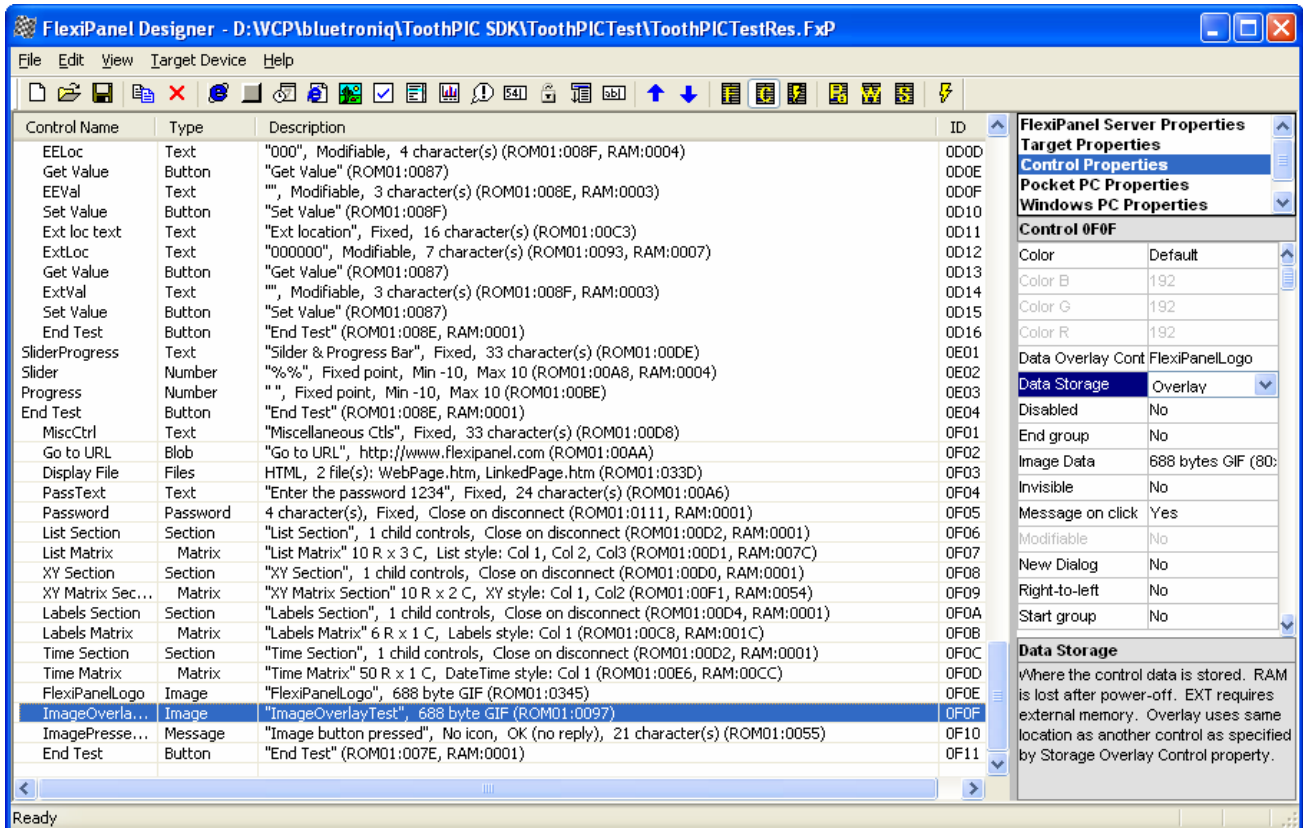 FlexiPanel Designer - D:\WCP\bluetroniq\ToothPIC SDK\ToothPICTest\ToothPICTestRes.FxP
File Edit View Target Device Help
Control Name Type Description ID
EELoc Text "000", Modifiable, 4 character(s) (ROM01:008F, RAM:0004) 0D0D
Get Value Button "Get Value" (ROM01:0087) 0D0E
EEVal Text "", Modifiable, 3 character(s) (ROM01:008E, RAM:0003) 0D0F
Set Value Button "Set Value" (ROM01:008F) 0D10
Ext loc text Text "Ext location", Fixed, 16 character(s) (ROM01:00C3) 0D11
ExtLoc Text "000000", Modifiable, 7 character(s) (ROM01:0093, RAM:0007) 0D12
Get Value Button "Get Value" (ROM01:0087) 0D13
ExtVal Text "", Modifiable, 3 character(s) (ROM01:008F, RAM:0003) 0D14
Set Value Button "Set Value" (ROM01:0087) 0D15
End Test Button "End Test" (ROM01:008E, RAM:0001) 0D16
SliderProgress Text "Silder & Progress Bar", Fixed, 33 character(s) (ROM01:00DE) 0E01
Slider Number "%%", Fixed point, Min -10, Max 10 (ROM01:00A8, RAM:0004) 0E02
Progress Number " ", Fixed point, Min -10, Max 10 (ROM01:00BE) 0E03
End Test Button "End Test" (ROM01:008E, RAM:0001) 0E04
MiscCtrl Text "Miscellaneous Ctls", Fixed, 33 character(s) (ROM01:00D8) 0F01
Go to URL Blob "Go to URL", http://www.flexipanel.com (ROM01:00AA) 0F02
Display File Files HTML, 2 file(s): WebPage.htm, LinkedPage.htm (ROM01:033D) 0F03
PassText Text "Enter the password 1234", Fixed, 24 character(s) (ROM01:00A6) 0F04
Password Password 4 character(s), Fixed, Close on disconnect (ROM01:0111, RAM:0001) 0F05
List Section Section "List Section", 1 child controls, Close on disconnect (ROM01:00D2, RAM:0001) 0F06
List Matrix Matrix "List Matrix" 10 R x 3 C, List style: Col 1, Col 2, Col3 (ROM01:00D1, RAM:007C) 0F07
XY Section Section "XY Section", 1 child controls, Close on disconnect (ROM01:00D0, RAM:0001) 0F08
XY Matrix Sec... Matrix "XY Matrix Section" 10 R x 2 C, XY style: Col 1, Col2 (ROM01:00F1, RAM:0054) 0F09
Labels Section Section "Labels Section", 1 child controls, Close on disconnect (ROM01:00D4, RAM:0001) 0F0A
Labels Matrix Matrix "Labels Matrix" 6 R x 1 C, Labels style: Col 1 (ROM01:00C8, RAM:001C) 0F0B
Time Section Section "Time Section", 1 child controls, Close on disconnect (ROM01:00D2, RAM:0001) 0F0C
Time Matrix Matrix "Time Matrix" 50 R x 1 C, DateTime style: Col 1 (ROM01:00E6, RAM:00CC) 0F0D
FlexiPanelLogo Image "FlexiPanelLogo", 688 byte GIF (ROM01:0345) 0F0E
ImageOverla... Image "ImageOverlayTest", 688 byte GIF (ROM01:0097) 0F0F
ImagePresse... Message "Image button pressed", No icon, OK (no reply), 21 character(s) (ROM01:0055) 0F10
End Test Button "End Test" (ROM01:007E, RAM:0001) 0F11
FlexiPanel Server Properties
Target Properties
Control Properties
Pocket PC Properties
Windows PC Properties
Control 0F0F
Color Default
Color B 192
Color G 192
Color R 192
Data Overlay Cont FlexiPanelLogo
Data Storage Overlay
Disabled No
End group No
Image Data 688 bytes GIF (80x
Invisible No
Message on click Yes
Modifiable No
New Dialog No
Right-to-left No
Start group No
Data Storage
Where the control data is stored. RAM
is lost after power-off. EXT requires
external memory. Overlay uses same
location as another control as specified
by Storage Overlay Control property.
Ready